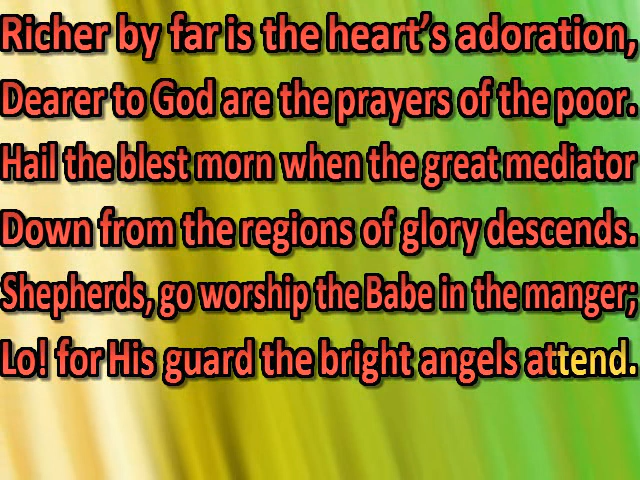 Richer by far is the heart’s adoration,
Dearer to God are the prayers of the poor.
Hail the blest morn when the great mediator
Down from the regions of glory descends.
Shepherds, go worship the Babe in the manger;
Lo! for His guard the bright angels attend.